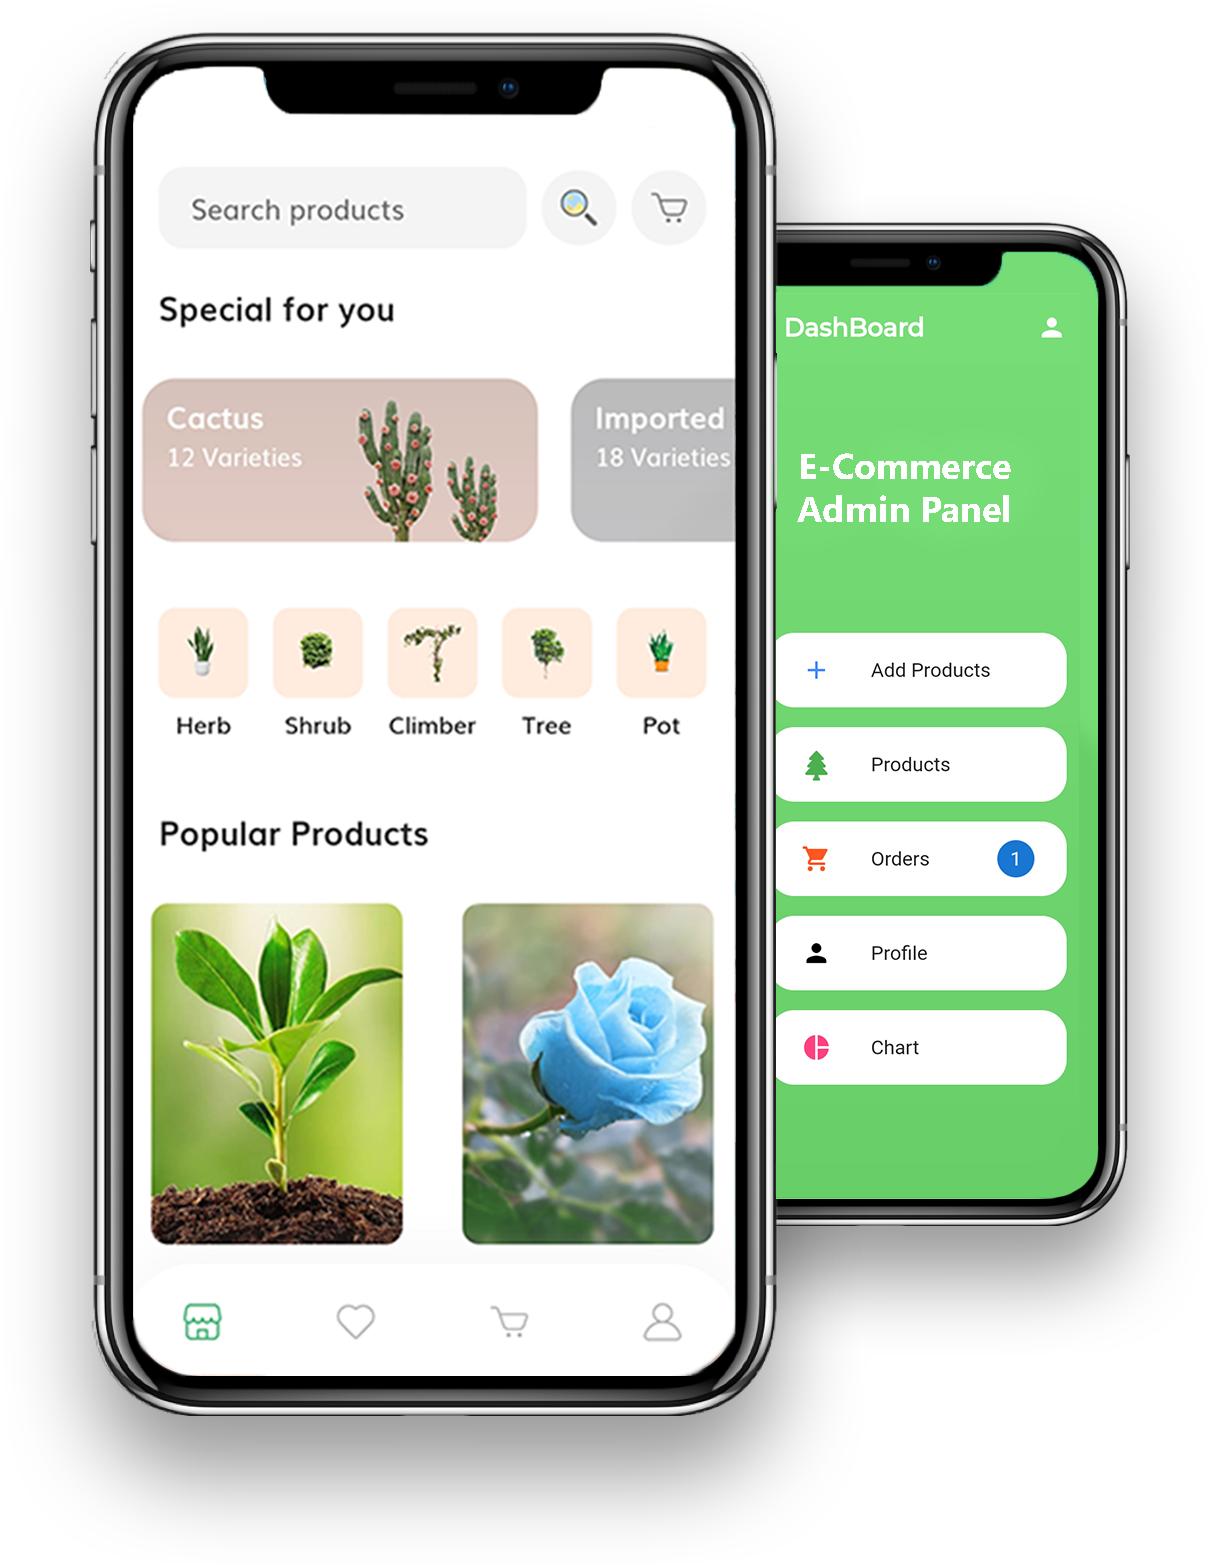 Search products
Special for you
Cactus
12 Varieties
Imported
18 Varieties
Herb
Shrub
Climber
Tree
Pot
Popular Products
DashBoard
E-Commerce
Admin Panel
Add Products
Products
Orders
1
Profile
Chart